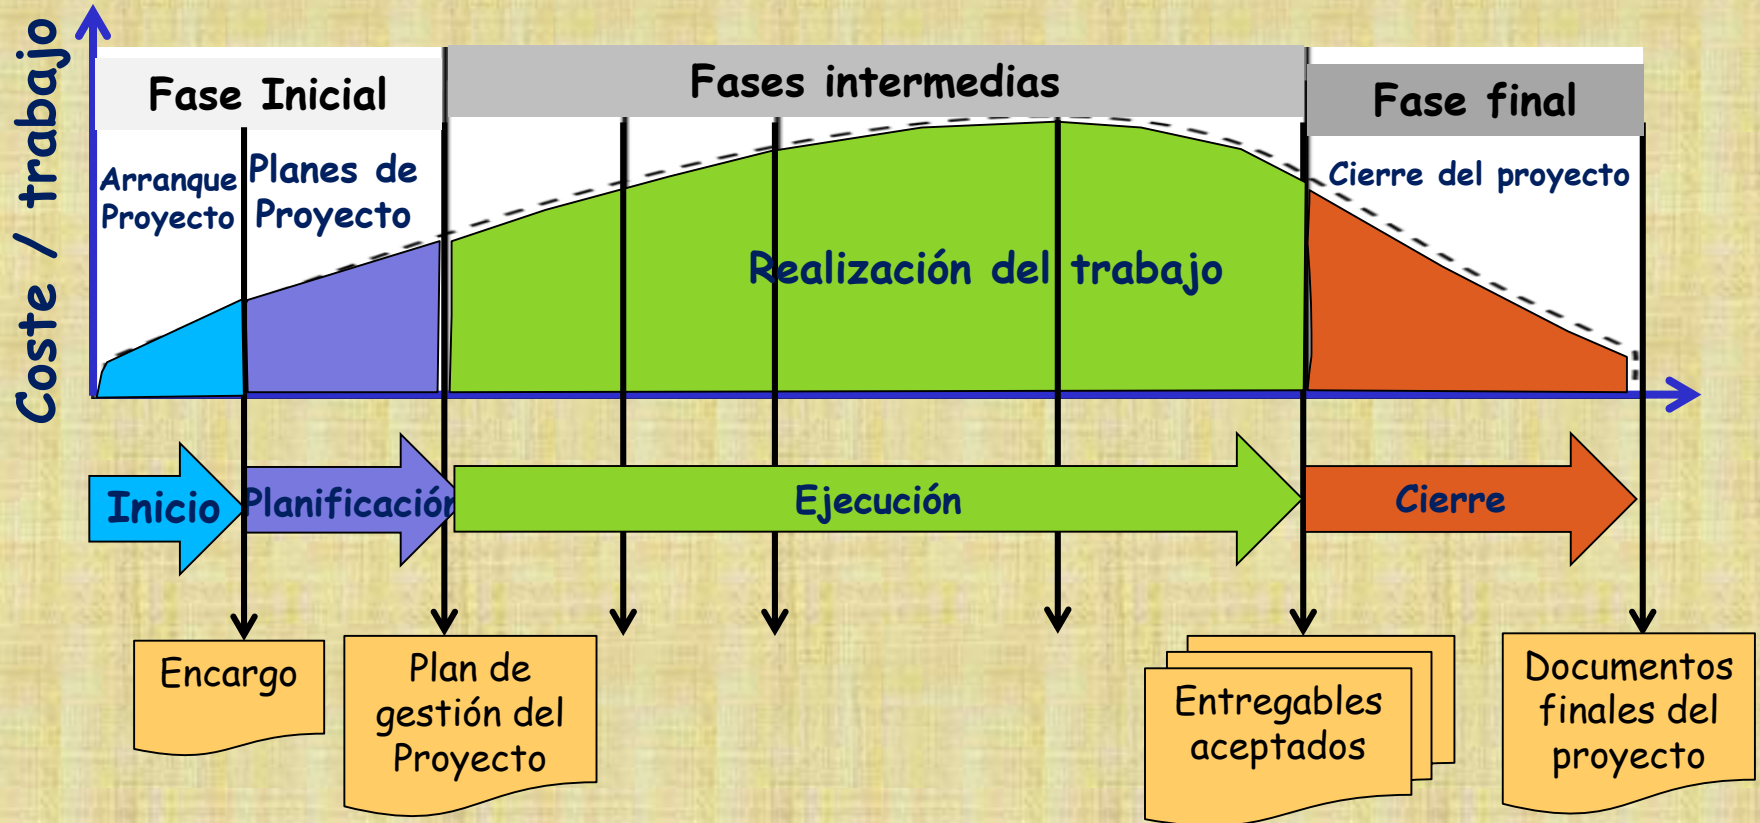 Coste / trabajo
Fase Inicial
Fases intermedias
Fase final
Arranque
Proyecto
Planes de
Proyecto
Cierre del proyecto
Realización del trabajo
Inicio
Planificación
Ejecución
Cierre
Encargo
Plan de
gestión del
Proyecto
Entregables
aceptados
Documentos
finales del
proyecto